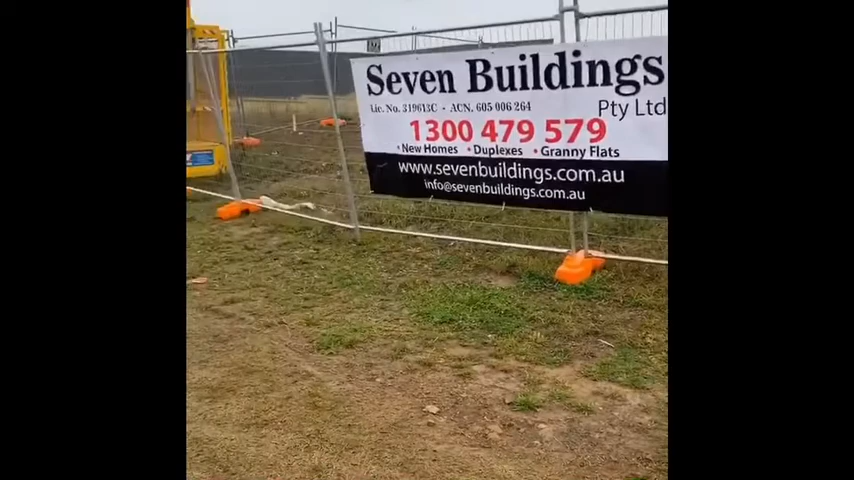 Seven Buildings
Pty Ltd
Lic. No. 319613C - ACN. 605 006 264
1300 479 579
•New Homes •Duplexes •Granny Flats
www.sevenbuildings.com.au
info@sevenbuildings.com.au